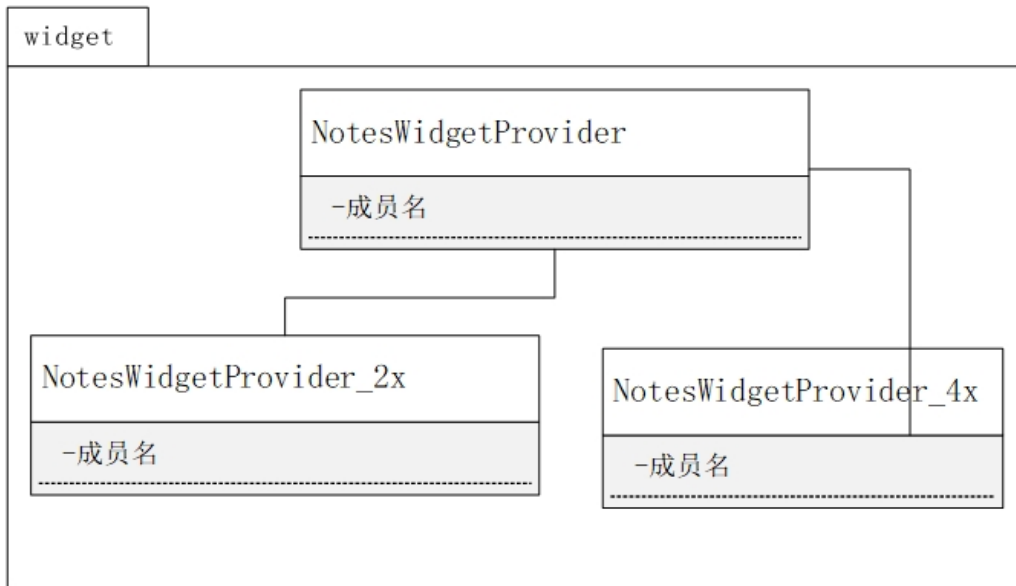 widget
NotesWidgetProvider
-成员名
NotesWidgetProvider_2x
-成员名
NotesWidgetProvider_4x
-成员名